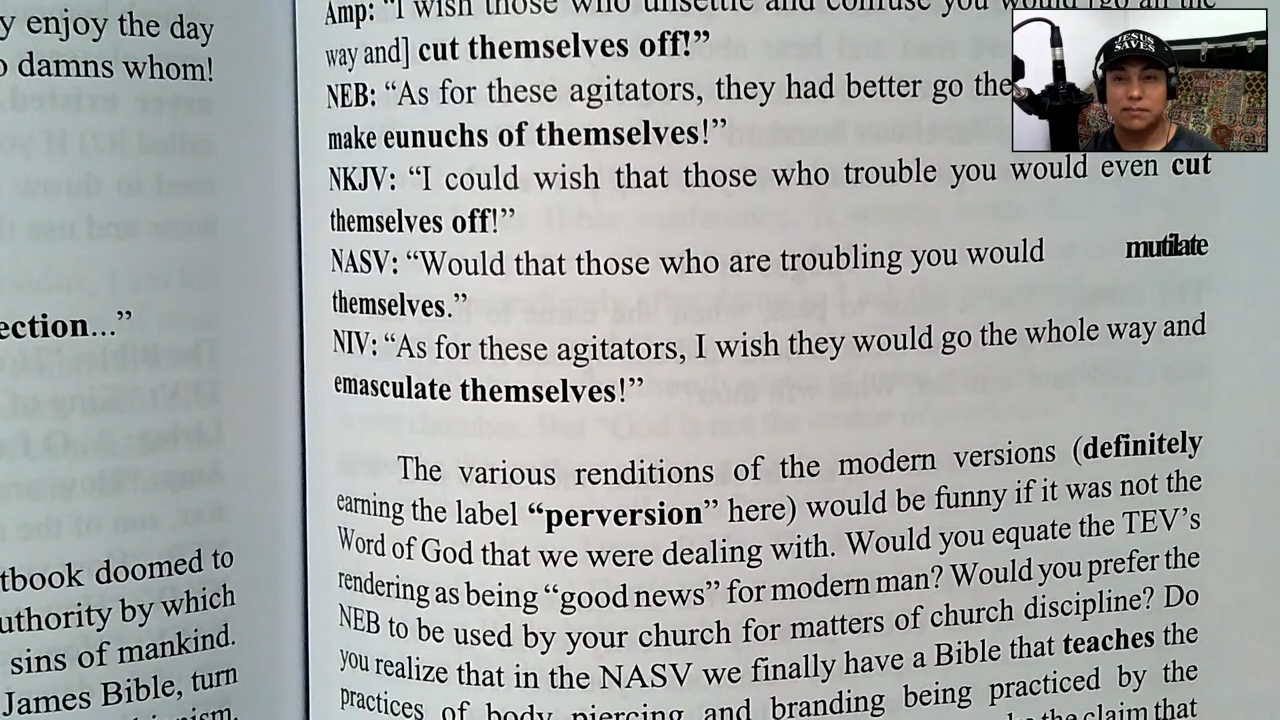 y enjoy the day
damns whom!
ection...”
tbook doomed to
uthority by which
sins of mankind.
James Bible, turn
Amp: "I wish those who unsettle and confuse you would [go all the
way and] cut themselves off!”
NEB: “As for these agitators, they had better go the
make eunuchs of themselves!”
NKJV: “I could wish that those who trouble you would even cut
themselves off!”
NASV: “Would that those who are troubling you would mutilate
themselves.”
NIV: “As for these agitators, I wish they would go the whole way and
emasculate themselves!”
The various renditions of the modern versions (definitely
earning the label “perversion” here) would be funny if it was not the
Word of God that we were dealing with. Would you equate the TEV’s
rendering as being “good news” for modern man? Would you prefer the
NEB to be used by your church for matters of church discipline? Do
you realize that in the NASV we finally have a Bible that teaches the
practices of body piercing and branding being practiced by the
the claim that
JESUS
SAVES